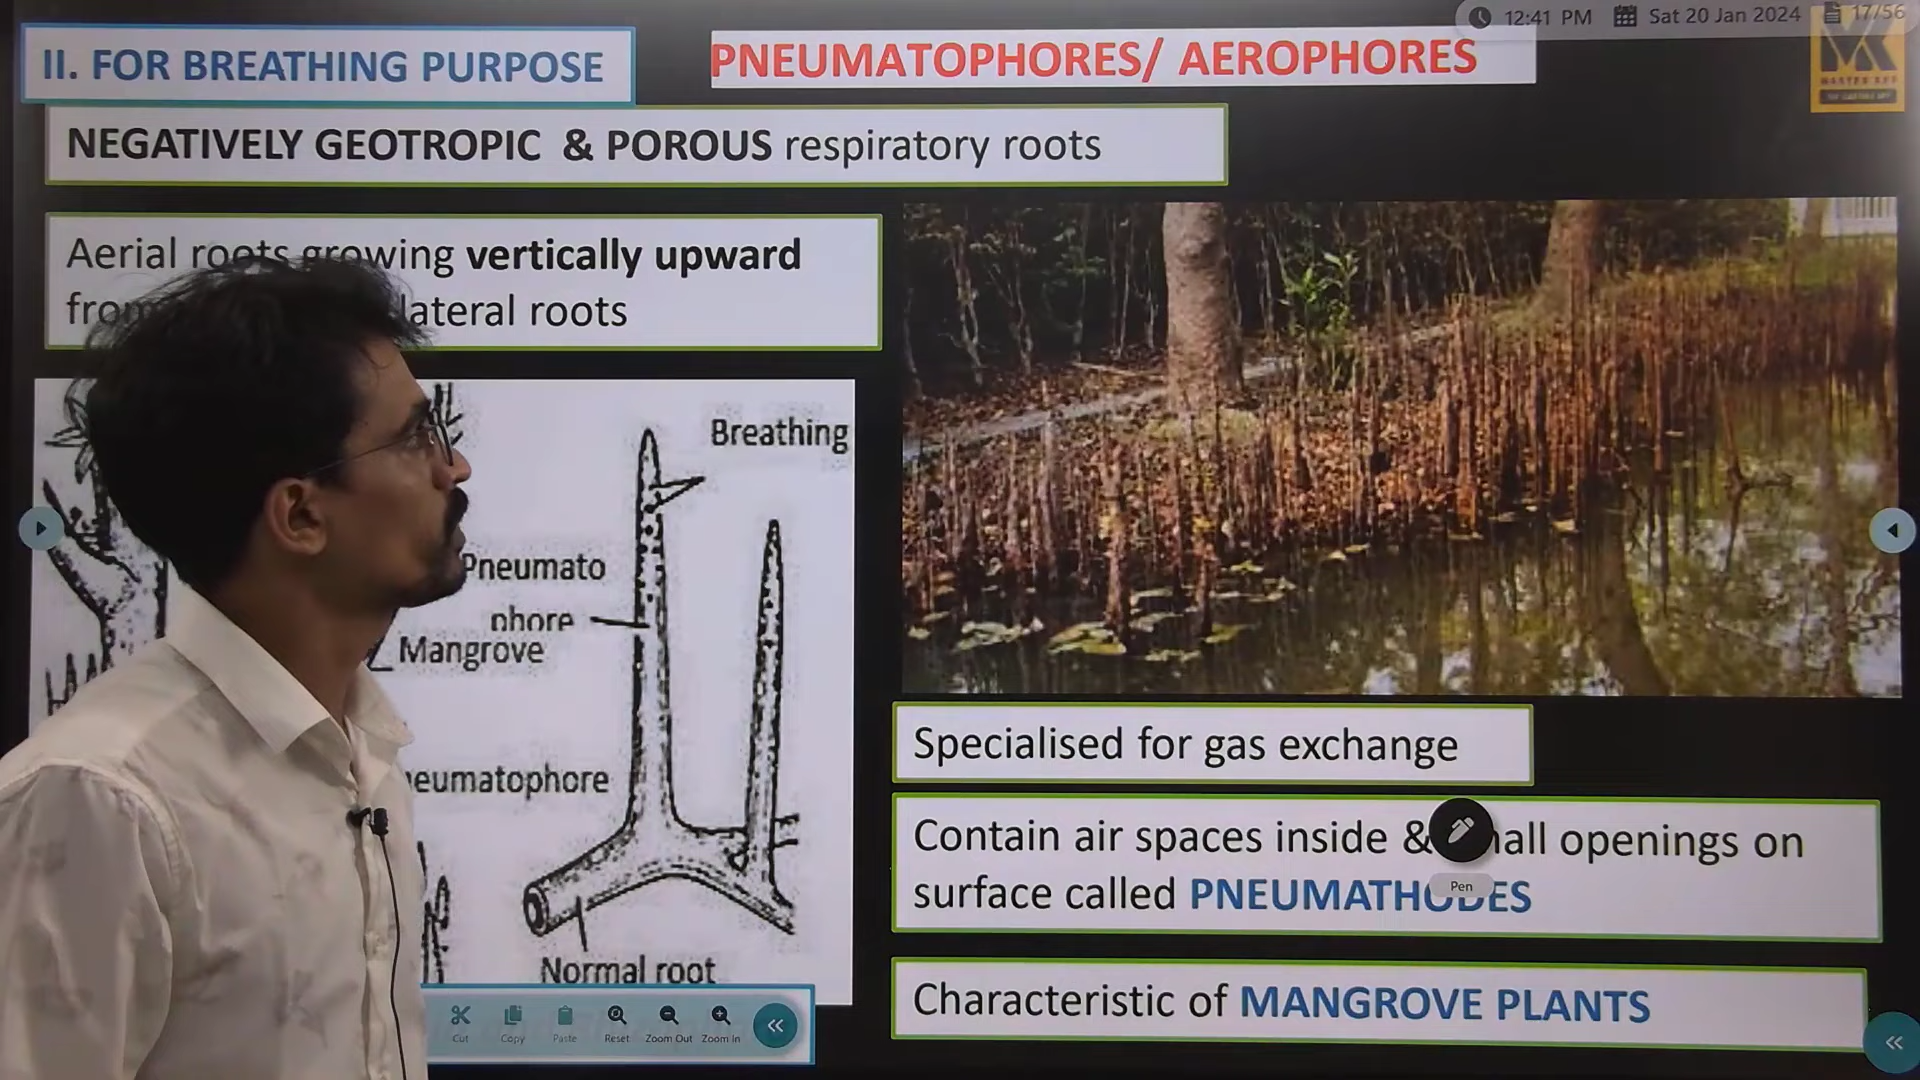 12:41 PM Sat 20 Jan 2024 17/56
II. FOR BREATHING PURPOSE
PNEUMATOPHORES/ AEROPHORES
NEGATIVELY GEOTROPIC & POROUS respiratory roots
Aerial roots growing vertically upward
lateral roots
Breathing
Pneumato
phore
Mangrove
eumatophore
Normal root
Specialised for gas exchange
Contain air spaces inside & all openings on
surface called PNEUMATHODES
Pen
Characteristic of MANGROVE PLANTS
Cut Copy Paste Reset Zoom Out Zoom In